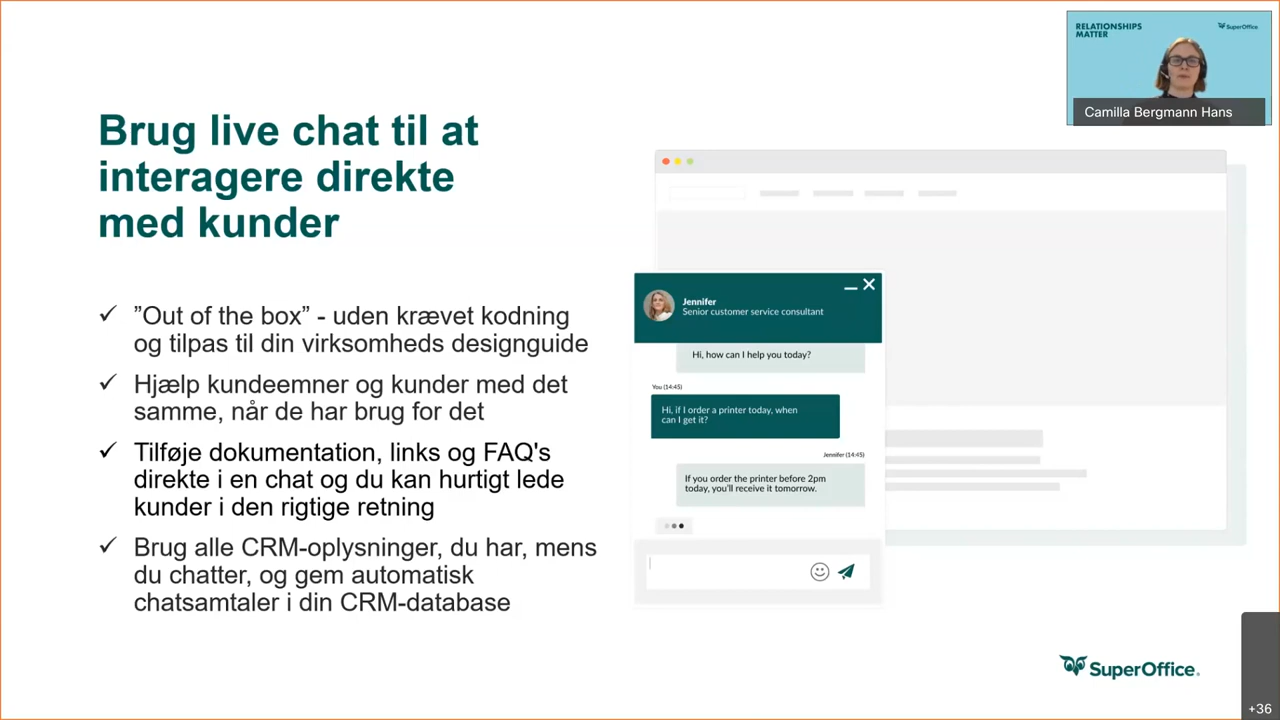 RELATIONSHIPS
MATTER
SuperOffice
Camilla Bergmann Hans
Brug live chat til at
interagere direkte
med kunder
”Out of the box” - uden krævet kodning
og tilpas til din virksomheds designguide
Hjælp kundeemner og kunder med det
samme, når de har brug for det
Tilføje dokumentation, links og FAQ's
direkte i en chat og du kan hurtigt lede
kunder i den rigtige retning
Brug alle CRM-oplysninger, du har, mens
du chatter, og gem automatisk
chatsamtaler i din CRM-database
Jennifer
Senior customer service consultant
Hi, how can I help you today?
You (14:45)
Hi, if I order a printer today, when
can I get it?
Jennifer (14:45)
If you order the printer before 2pm
today, you'll receive it tomorrow.
SuperOffice.
+36